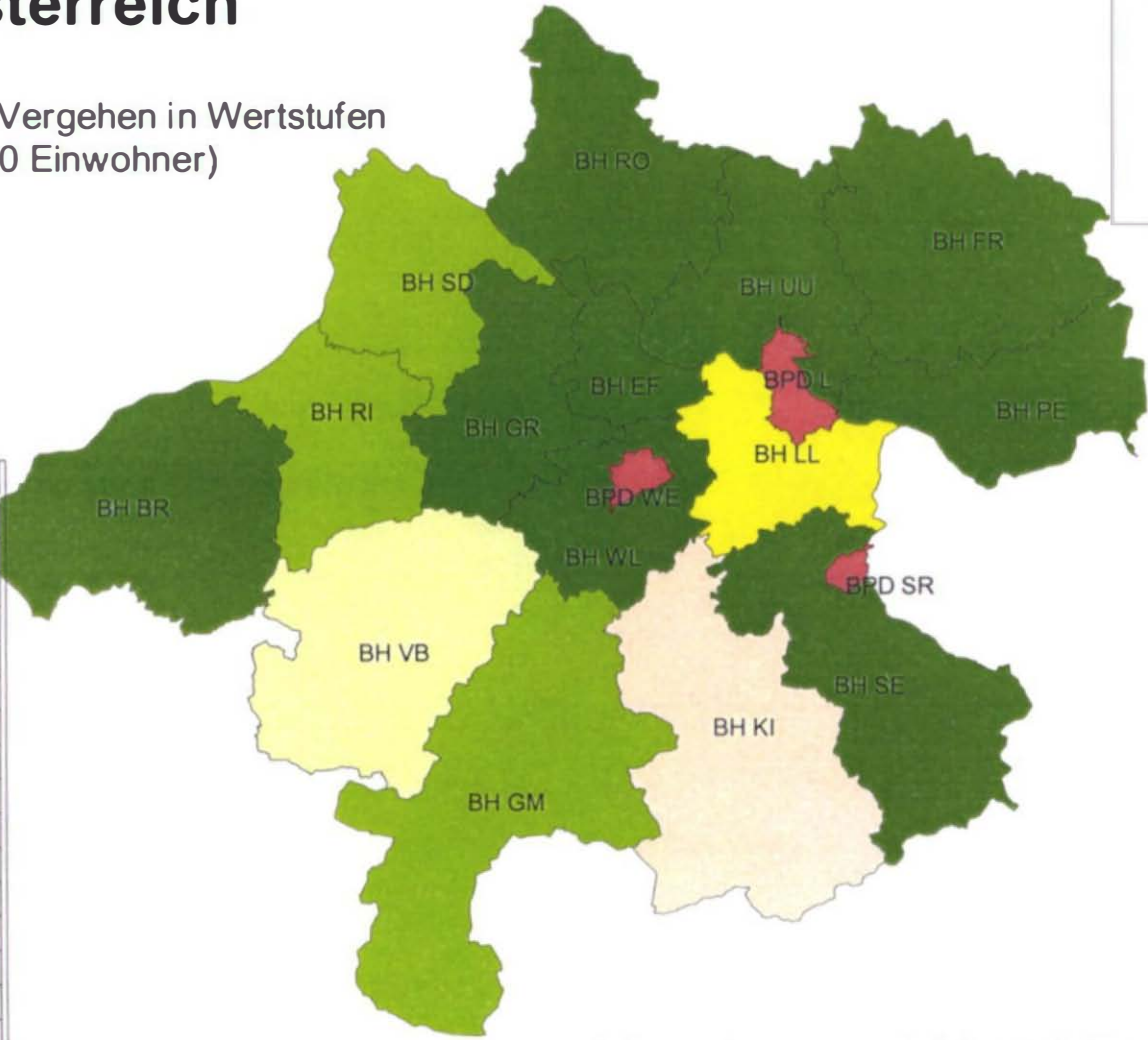 sterreich
Vergehen in Wertstufen
0 Einwohner)
BH RO
BH FR
BH SD
BH UU
BPD L
BH EF
BH RI
BH PE
BH GR
BH LL
BPD WE
BH BR
BH WL
BPD SR
BH VB
BH SE
BH KI
BH GM